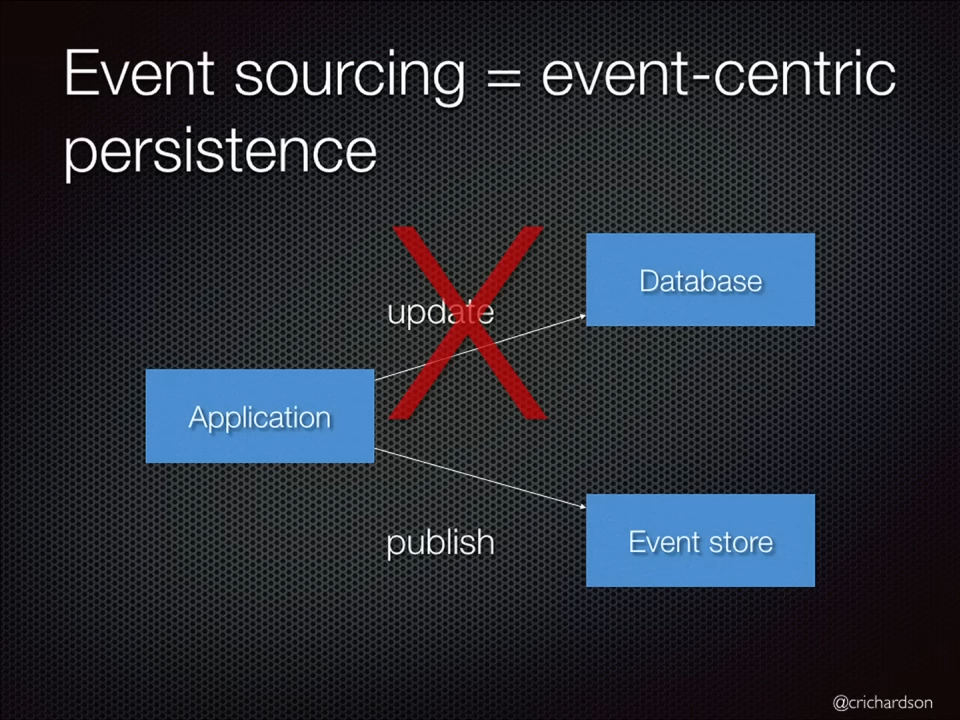 Event sourcing = event-centric
persistence
Database
update
X
Application
publish
Event store
@crichardson